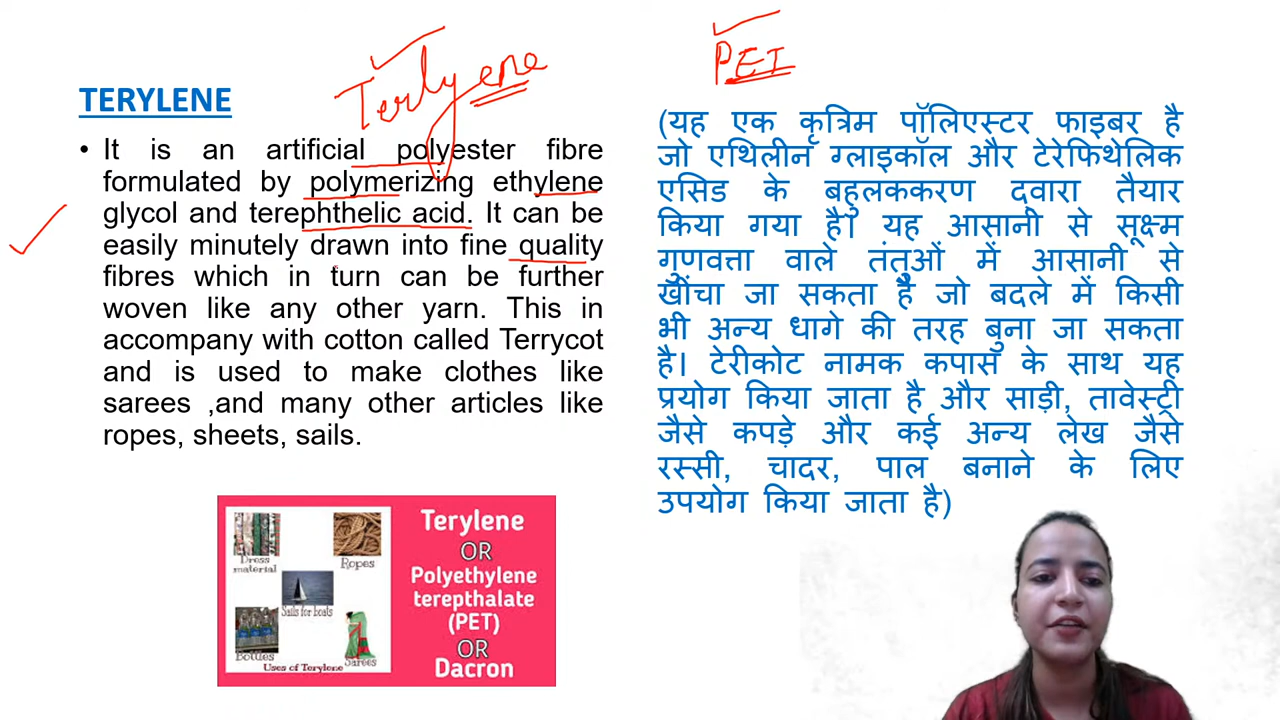 Terlyene
PEI
TERYLENE
• It is an artificial polyester fibre
formulated by polymerizing ethylene
glycol and terephthelic acid. It can be
easily minutely drawn into fine quality
fibres which in turn can be further
woven like any other yarn. This in
accompany with cotton called Terrycot
and is used to make clothes like
sarees ,and many other articles like
ropes, sheets, sails.
(यह एक कृत्रिम पॉलिएस्टर फाइबर है
जो एथिलीन ग्लाइकॉल और टेरेफिथेलिक
एसिड के बहुलककरण द्वारा तैयार
किया गया है। यह आसानी से सूक्ष्म
गुणवत्ता वाले तंतुओं में आसानी से
खींचा जा सकता है जो बदले में किसी
भी अन्य धागे की तरह बुना जा सकता
है। टेरीकोट नामक कपास के साथ यह
प्रयोग किया जाता है और साड़ी, तावेस्ट्री
जैसे कपड़े और कई अन्य लेख जैसे
रस्सी, चादर, पाल बनाने के लिए
उपयोग किया जाता है)
Dress
material
Ropes
Sails for boats
Bottles
Sarees
Uses of Terylene
Terylene
OR
Polyethylene
terepthalate
(PET)
OR
Dacron